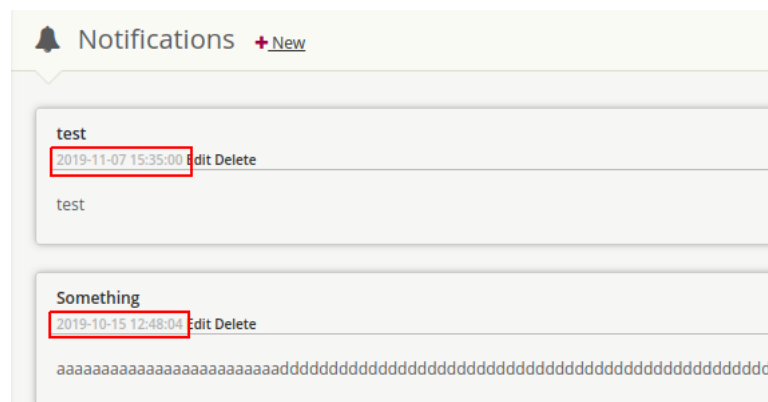 Notifications + New
test
2019-11-07 15:35:00 Edit Delete
test
Something
2019-10-15 12:48:04 Edit Delete